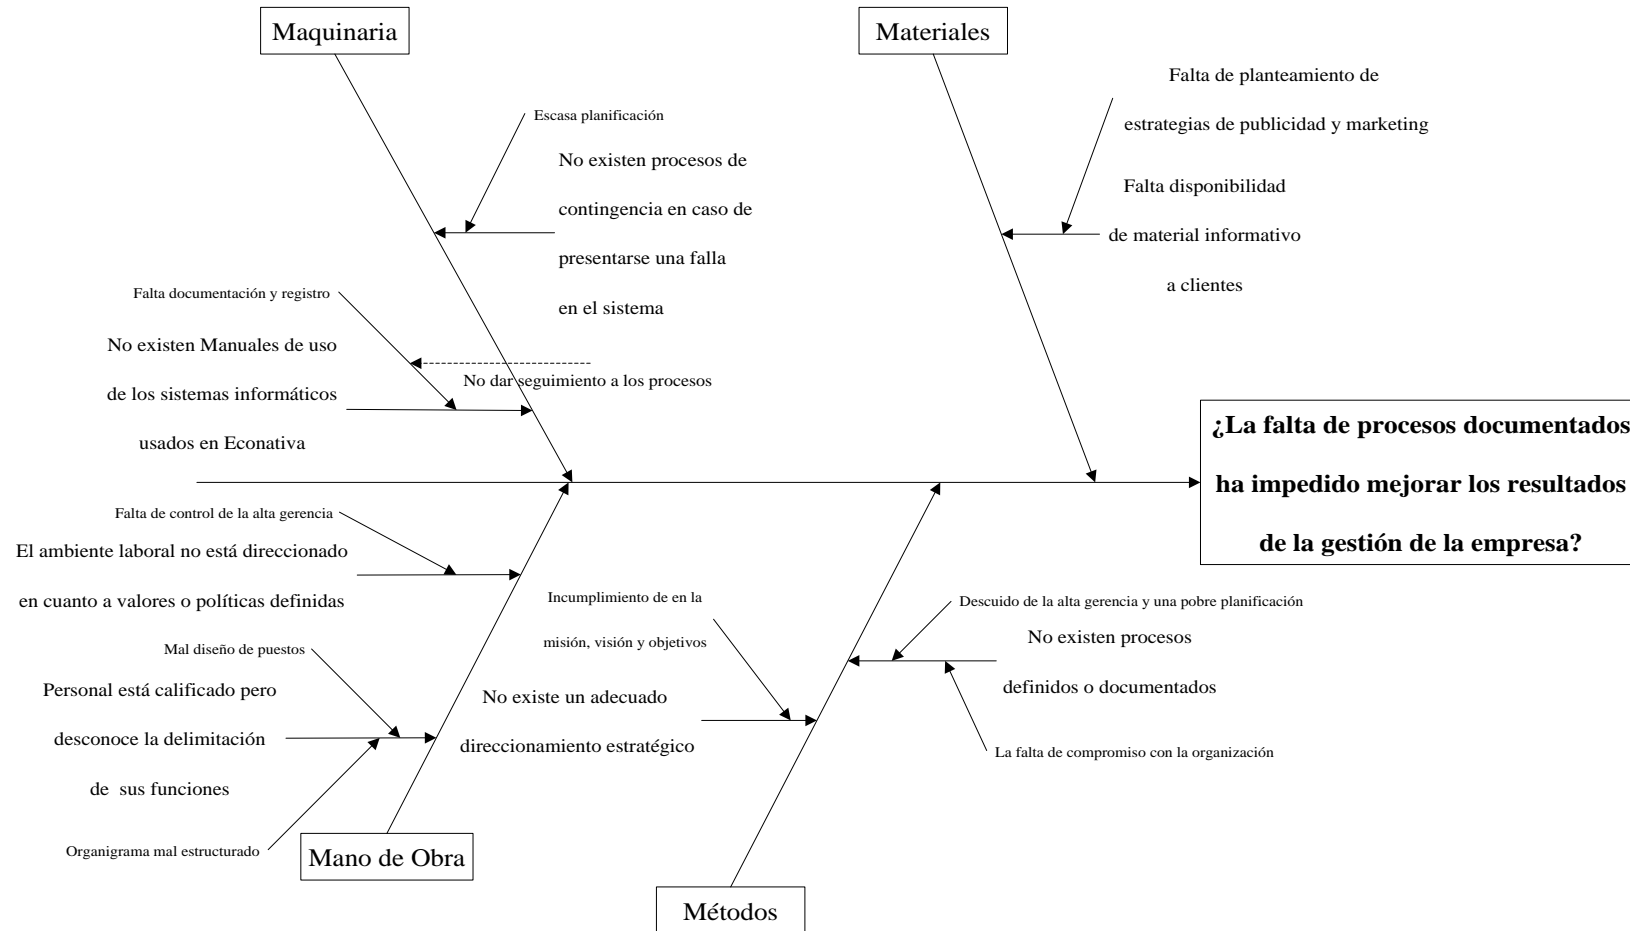 Maquinaria
Materiales
Falta de planteamiento de
estrategias de publicidad y marketing
Escasa planificación
No existen procesos de
contingencia en caso de
presentarse una falla
en el sistema
Falta disponibilidad
de material informativo
a clientes
Falta documentación y registro
No existen Manuales de uso
de los sistemas informáticos
usados en Econativa
No dar seguimiento a los procesos
¿La falta de procesos documentados
ha impedido mejorar los resultados
de la gestión de la empresa?
Falta de control de la alta gerencia
El ambiente laboral no está direccionado
en cuanto a valores o políticas definidas
Mal diseño de puestos
Personal está calificado pero
desconoce la delimitación
de sus funciones
Organigrama mal estructurado
Incumplimiento de en la
misión, visión y objetivos
No existe un adecuado
direccionamiento estratégico
Descuido de la alta gerencia y una pobre planificación
No existen procesos
definidos o documentados
La falta de compromiso con la organización
Mano de Obra
Métodos